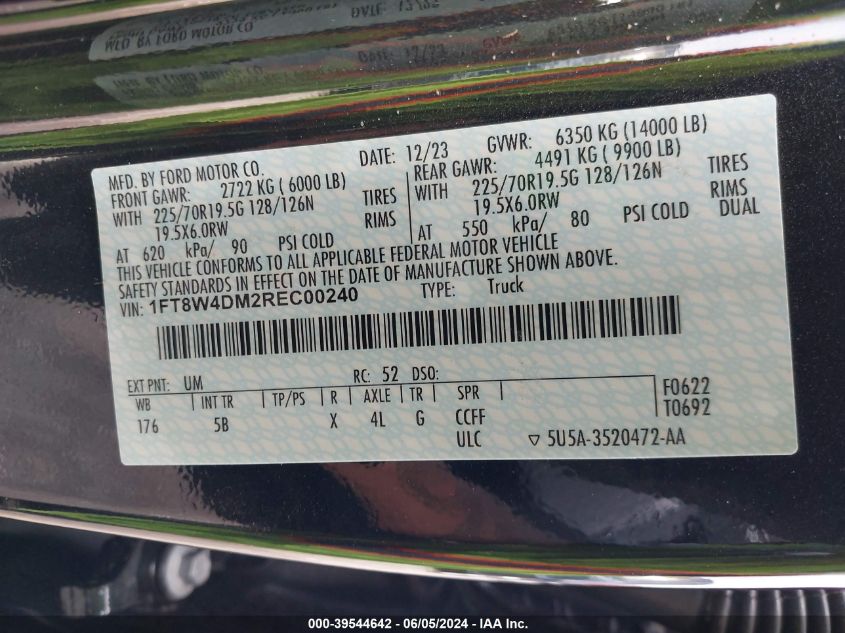 MFD. BY FORD MOTOR CO.
DATE: 12/23 GVWR: 6350 KG (14000 LB)
FRONT GAWR: 2722 KG ( 6000 LB)
REAR GAWR: 4491 KG ( 9900 LB)
WITH 225/70R19.5G 128/126N TIRES
WITH 225/70R19.5G 128/126N TIRES
19.5X6.0RW RIMS
19.5X6.0RW RIMS
AT 620 kPa/ 90 PSI COLD
AT 550 kPa/ 80 PSI COLD DUAL
THIS VEHICLE CONFORMS TO ALL APPLICABLE FEDERAL MOTOR VEHICLE
SAFETY STANDARDS IN EFFECT ON THE DATE OF MANUFACTURE SHOWN ABOVE.
VIN: 1FT8W4DM2REC00240 TYPE: Truck
EXT PNT: UM RC: 52 DSO:
WB INT TR TP/PS R AXLE TR SPR F0622
176 5B X 4L G CCFF T0692
ULC ▽ 5U5A-3520472-AA
000-39544642 - 06/05/2024 - IAA Inc.